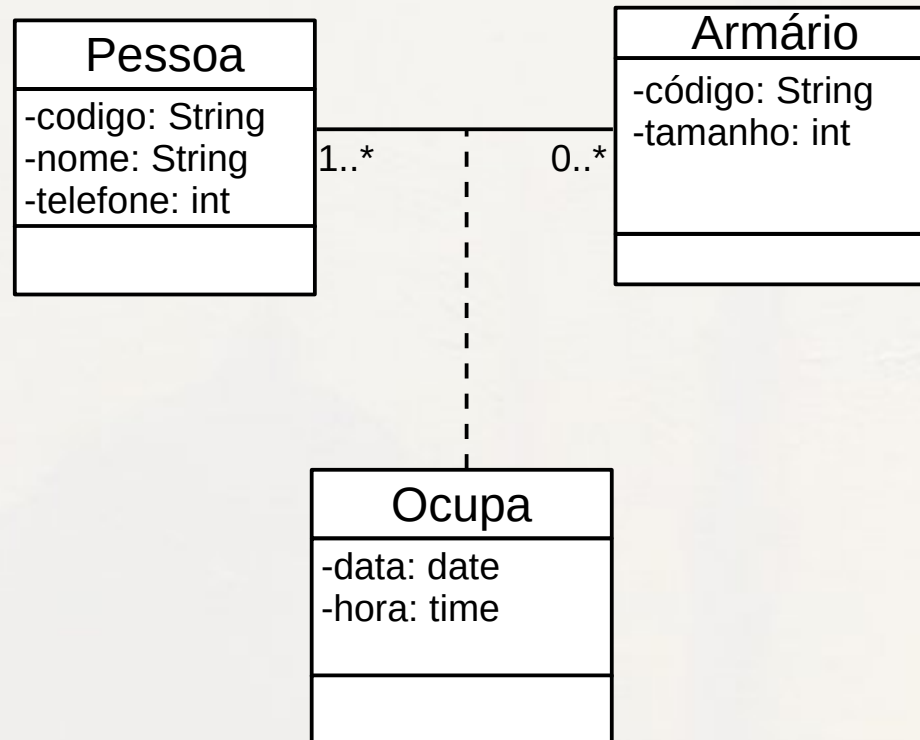 Pessoa
-codigo: String
-nome: String
-telefone: int
1..*
0..*
Armário
-código: String
-tamanho: int
Ocupa
-data: date
-hora: time